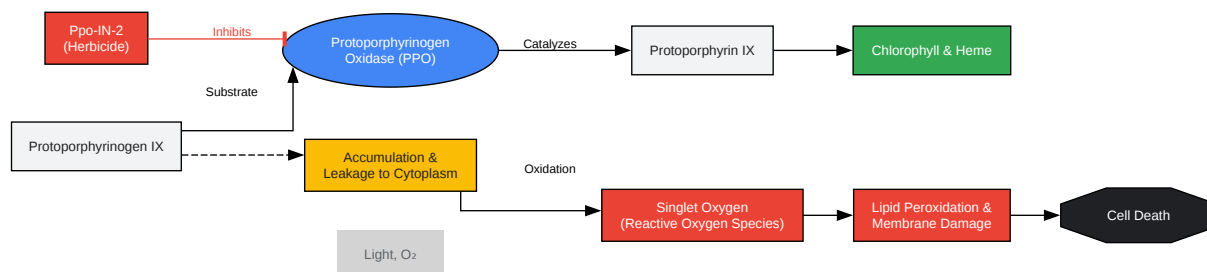 Ppo-IN-2
(Herbicide)
Inhibits
Protoporphyrinogen
Oxidase (PPO)
Catalyzes
Protoporphyrin IX
Chlorophyll & Heme
Substrate
Protoporphyrinogen IX
Accumulation &
Leakage to Cytoplasm
Oxidation
Singlet Oxygen
(Reactive Oxygen Species)
Lipid Peroxidation &
Membrane Damage
Cell Death
Light, O₂